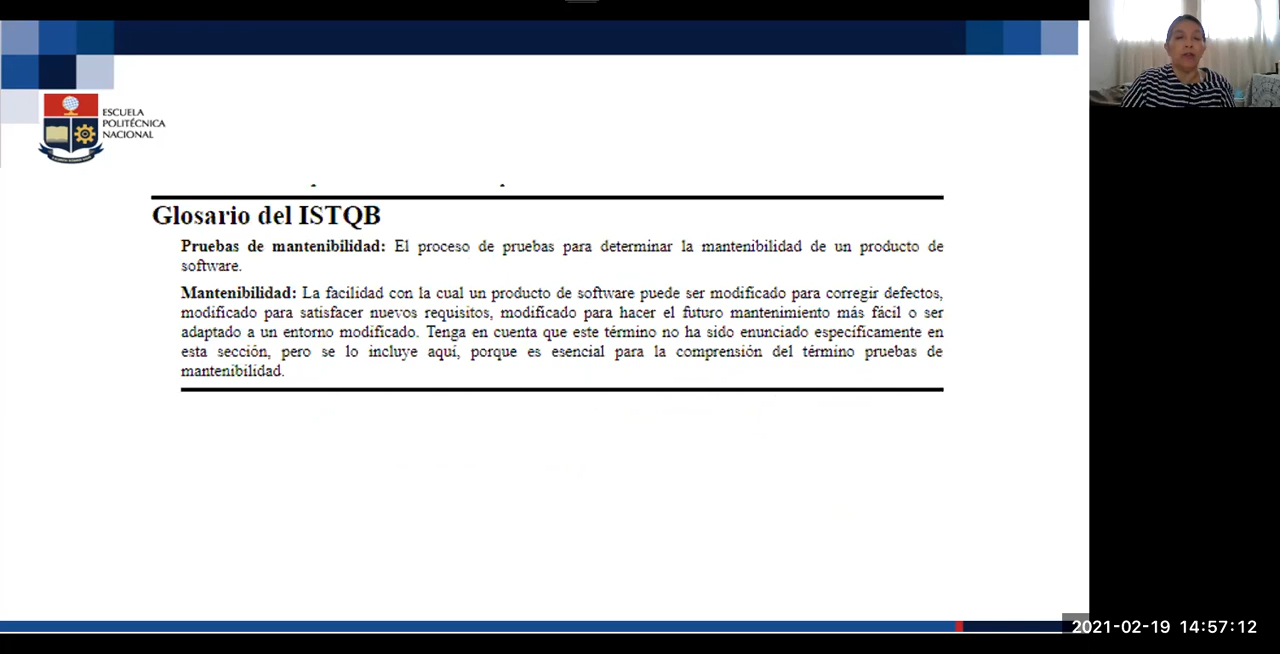 ESCUELA
POLITÉCNICA
NACIONAL
Glosario del ISTQB
Pruebas de mantenibilidad: El proceso de pruebas para determinar la mantenibilidad de un producto de
software.
Mantenibilidad: La facilidad con la cual un producto de software puede ser modificado para corregir defectos,
modificado para satisfacer nuevos requisitos, modificado para hacer el futuro mantenimiento más fácil o ser
adaptado a un entorno modificado. Tenga en cuenta que este término no ha sido enunciado específicamente en
esta sección, pero se lo incluye aquí, porque es esencial para la comprensión del término pruebas de
mantenibilidad.
2021-02-19 14:57:12